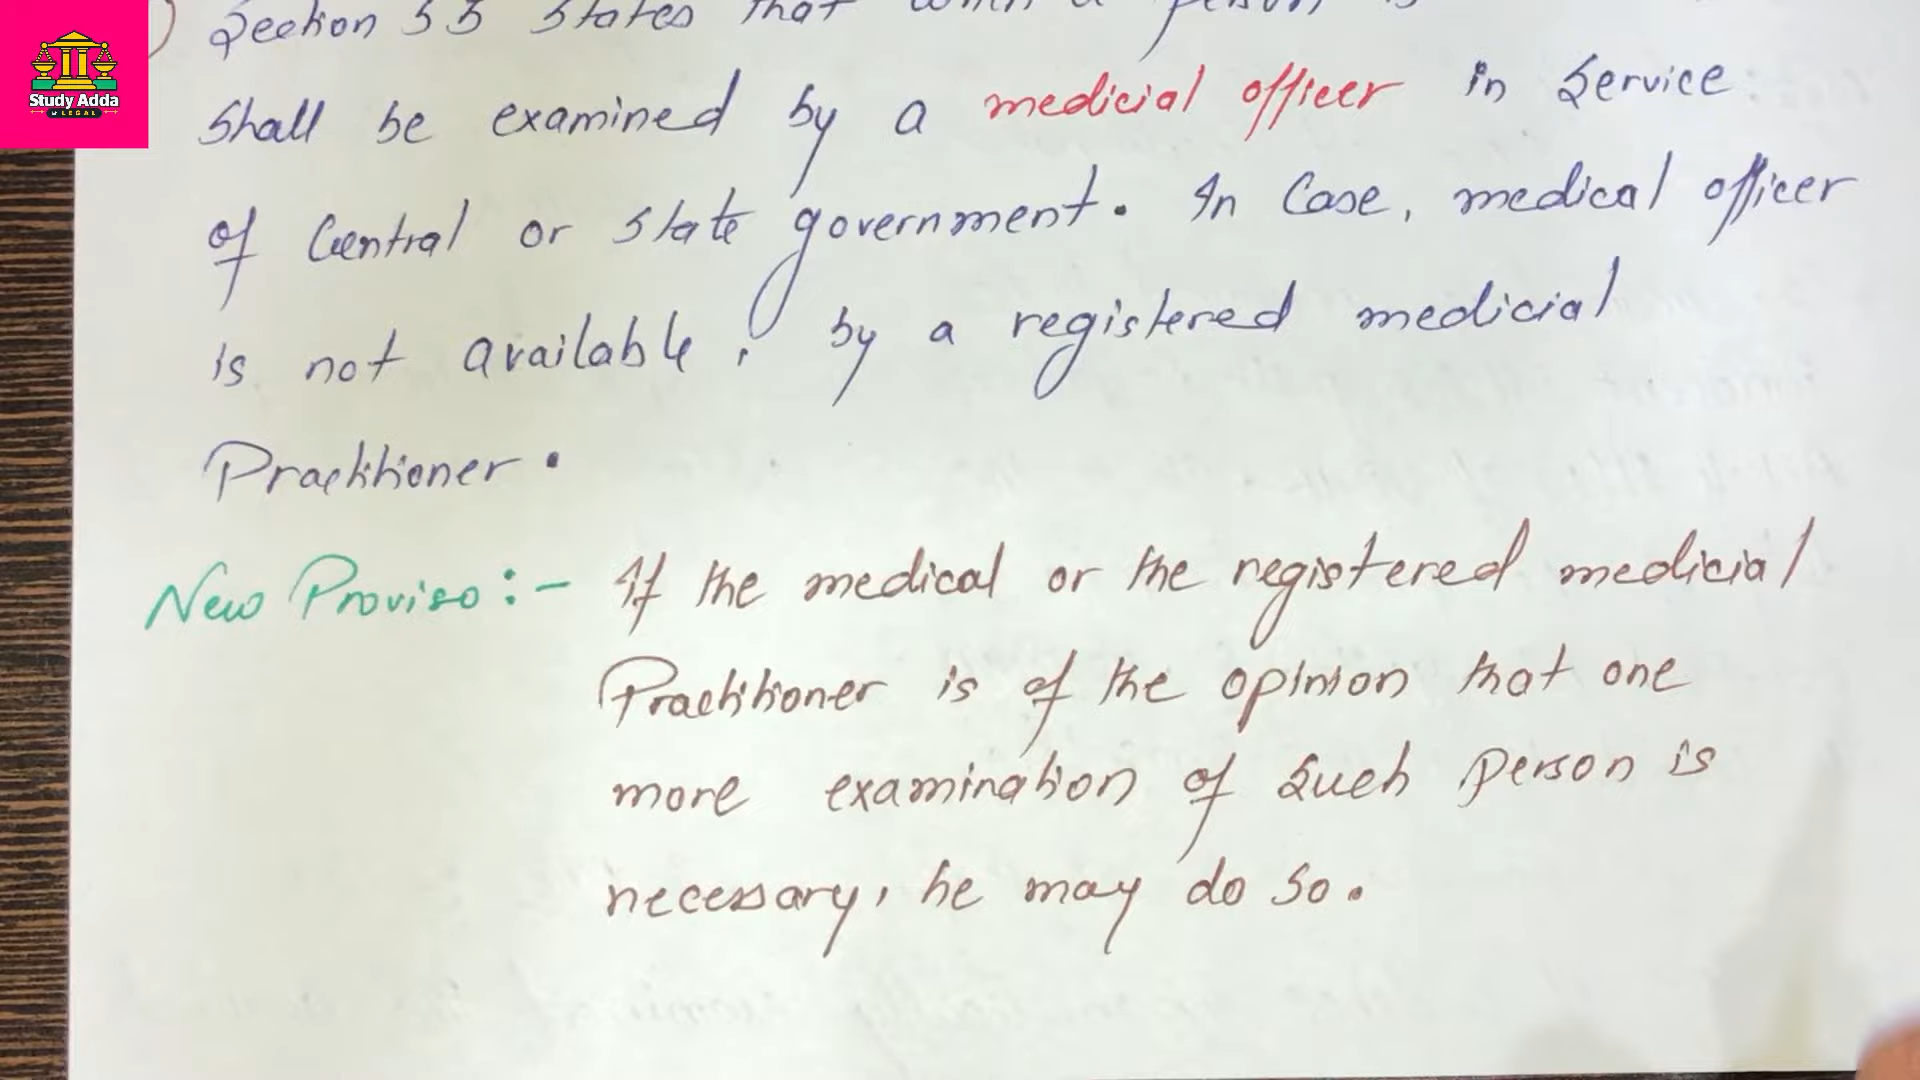 Study Adda
LEGAL
Section 53 states that when a person is
Shall be examined by a medicial officer in Service
of Central or State government. In Case, medical officer
is not available, by a registered medicial
Practitioner.
New Proviso:- If the medical or the registered medicial
Practitioner is of the opinion that one
more examination of Such person is
necessary, he may do so.